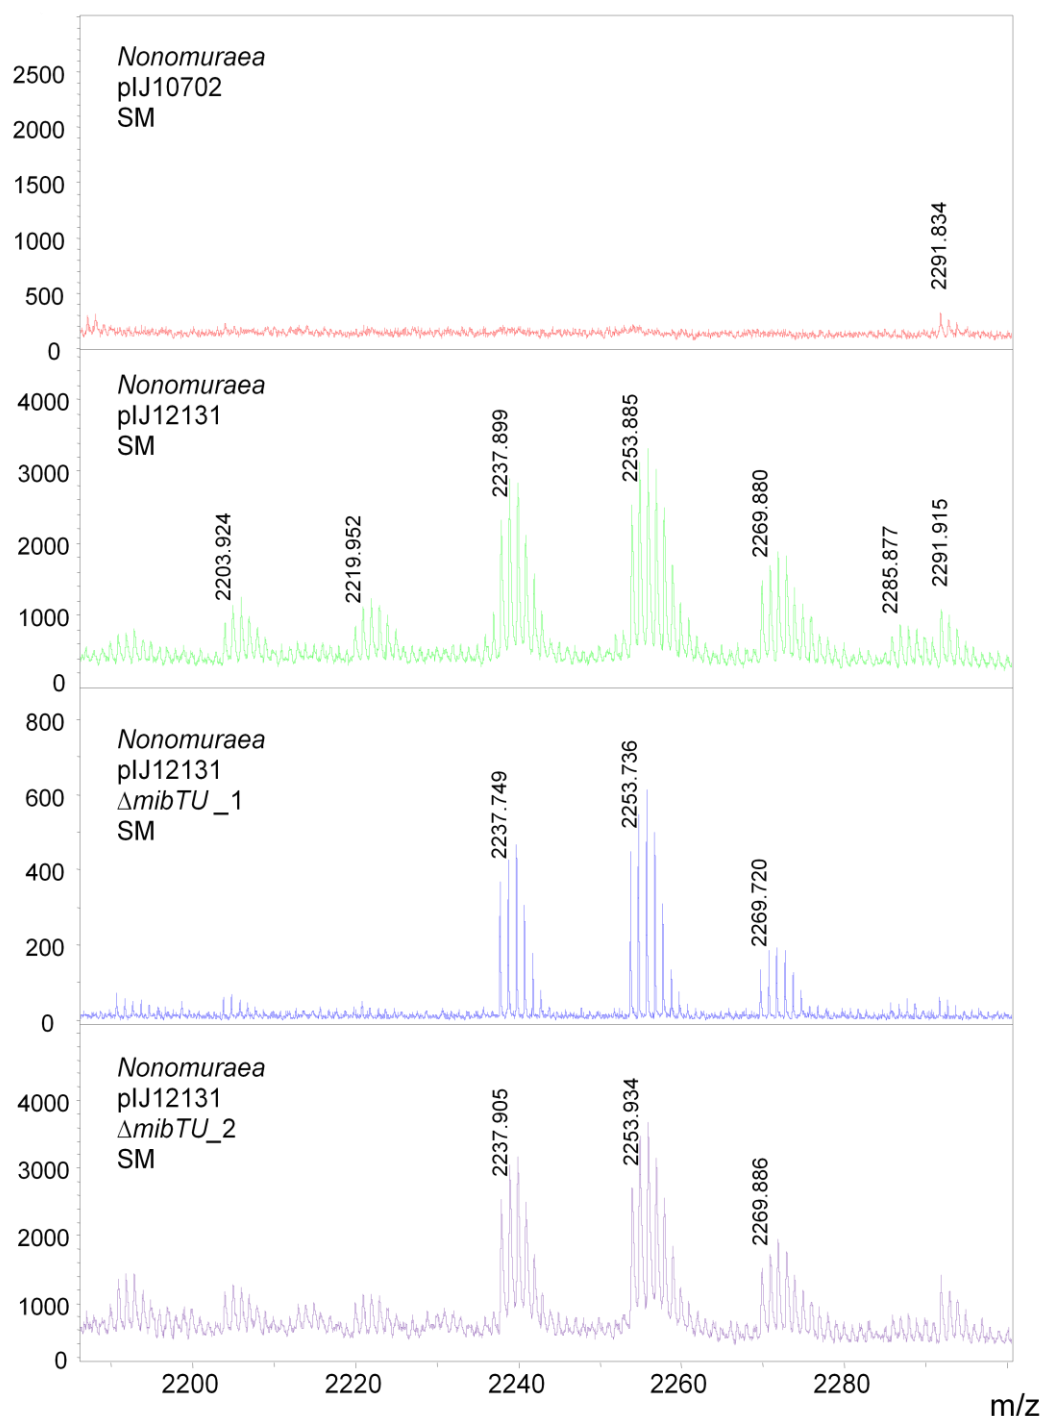 Nonomuraea
pIJ10702
SM
2500
2000
1500
1000
500
0
2291.834
Nonomuraea
pIJ12131
SM
4000
3000
2000
1000
0
2203.924
2219.952
2237.899
2253.885
2269.880
2285.877
2291.915
Nonomuraea
pIJ12131
ΔmibTU_1
SM
800
600
400
200
0
2237.749
2253.736
2269.720
Nonomuraea
pIJ12131
ΔmibTU_2
SM
4000
3000
2000
1000
0
2237.905
2253.934
2269.886
2200 2220 2240 2260 2280
m/z